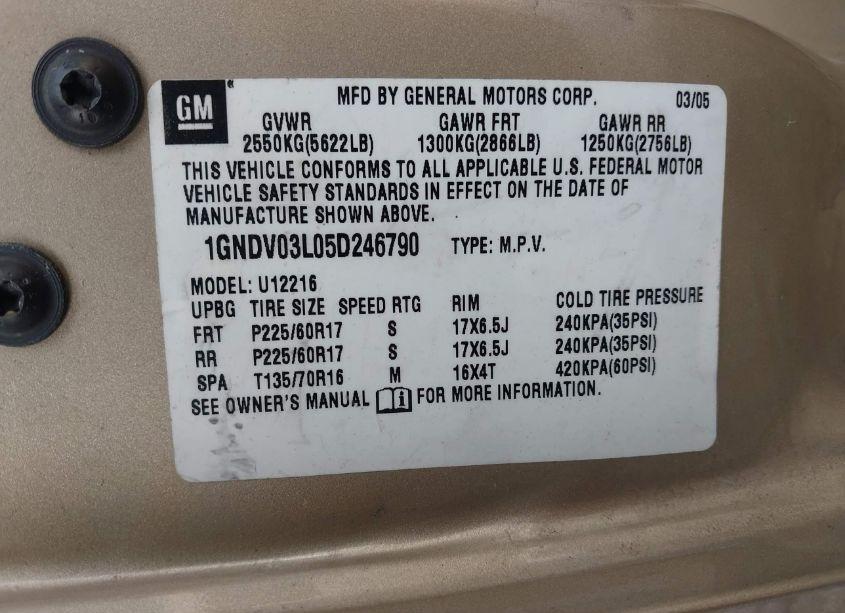 GM
MFD BY GENERAL MOTORS CORP. 03/05
GVWR GAWR FRT GAWR RR
2550KG(5622LB) 1300KG(2866LB) 1250KG(2756LB)
THIS VEHICLE CONFORMS TO ALL APPLICABLE U.S. FEDERAL MOTOR
VEHICLE SAFETY STANDARDS IN EFFECT ON THE DATE OF
MANUFACTURE SHOWN ABOVE.
1GNDV03L05D246790 TYPE: M.P.V.
MODEL: U12216
UPBG TIRE SIZE SPEED RTG RIM COLD TIRE PRESSURE
FRT P225/60R17 S 17X6.5J 240KPA(35PSI)
RR P225/60R17 S 17X6.5J 240KPA(35PSI)
SPA T135/70R16 M 16X4T 420KPA(60PSI)
SEE OWNER'S MANUAL FOR MORE INFORMATION.